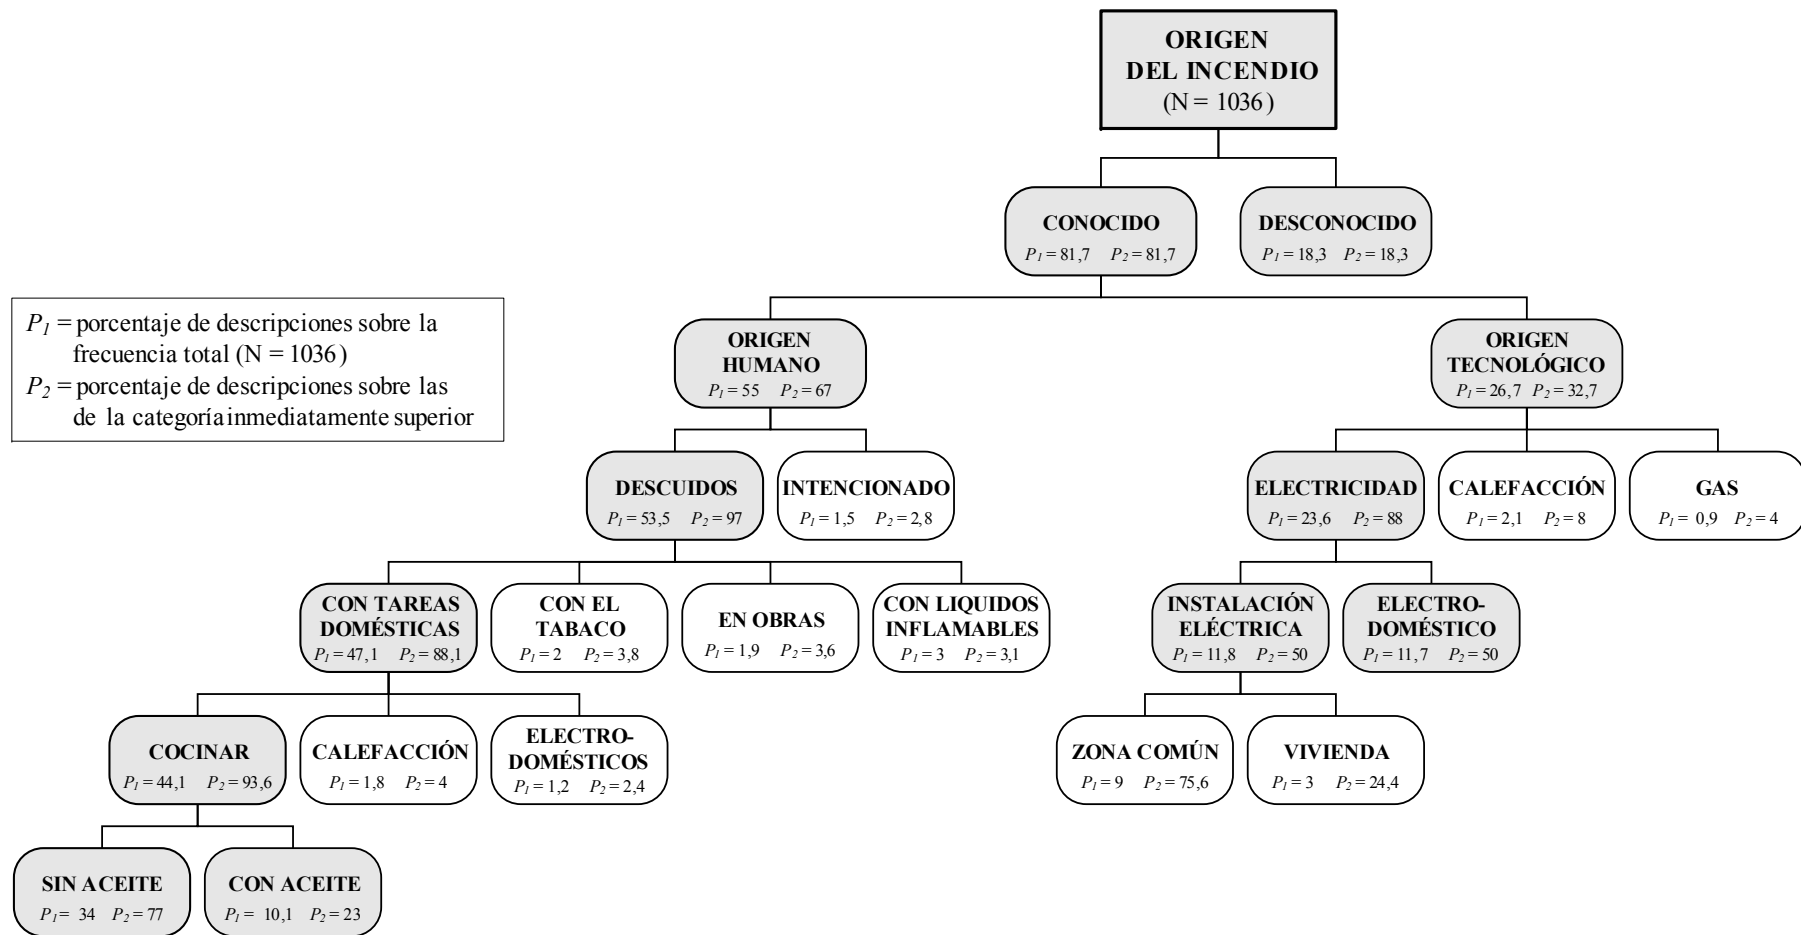 ORIGEN
DEL INCENDIO
(N = 1036)
CONOCIDO
P1 = 81,7 P2 = 81,7
DESCONOCIDO
P1 = 18,3 P2 = 18,3
P1 = porcentaje de descripciones sobre la
frecuencia total (N = 1036)
P2 = porcentaje de descripciones sobre las
de la categoría inmediatamente superior
ORIGEN
HUMANO
P1 = 55 P2 = 67
ORIGEN
TECNOLÓGICO
P1 = 26,7 P2 = 32,7
DESCUIDOS
P1 = 53,5 P2 = 97
INTENCIONADO
P1 = 1,5 P2 = 2,8
ELECTRICIDAD
P1 = 23,6 P2 = 88
CALEFACCIÓN
P1 = 2,1 P2 = 8
GAS
P1 = 0,9 P2 = 4
CON TAREAS
DOMÉSTICAS
P1 = 47,1 P2 = 88,1
CON EL
TABACO
P1 = 2 P2 = 3,8
EN OBRAS
P1 = 1,9 P2 = 3,6
CON LIQUIDOS
INFLAMABLES
P1 = 3 P2 = 3,1
INSTALACIÓN
ELÉCTRICA
P1 = 11,8 P2 = 50
ELECTRO-
DOMÉSTICO
P1 = 11,7 P2 = 50
COCINAR
P1 = 44,1 P2 = 93,6
CALEFACCIÓN
P1 = 1,8 P2 = 4
ELECTRO-
DOMÉSTICOS
P1 = 1,2 P2 = 2,4
ZONA COMÚN
P1 = 9 P2 = 75,6
VIVIENDA
P1 = 3 P2 = 24,4
SIN ACEITE
P1 = 34 P2 = 77
CON ACEITE
P1 = 10,1 P2 = 23